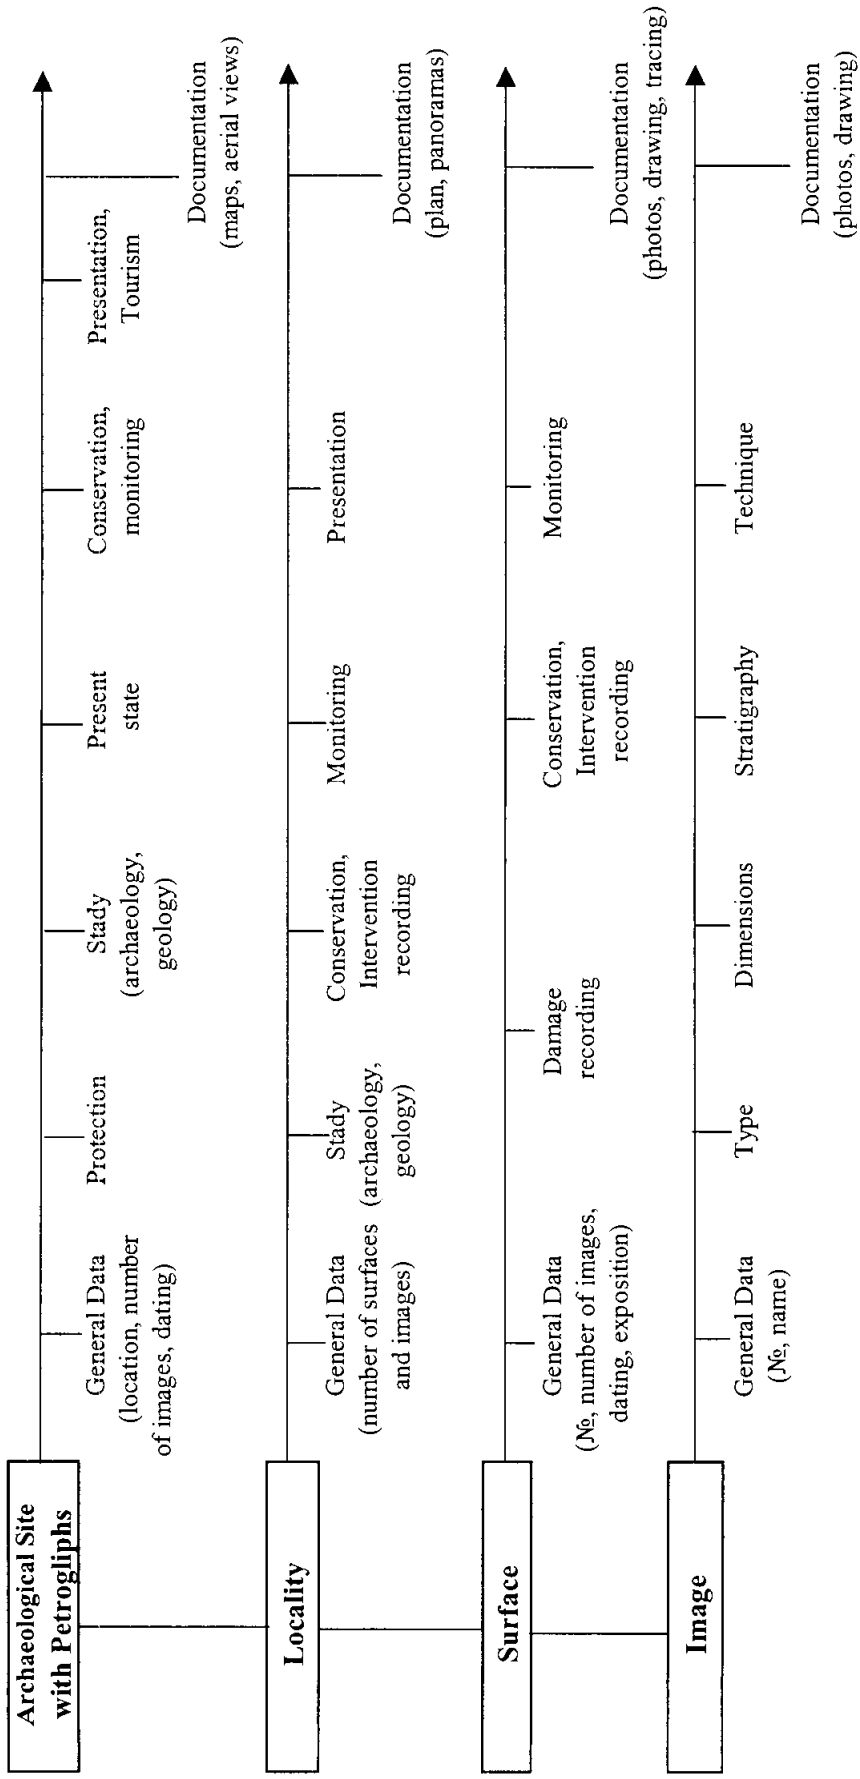 Archaeological Site
with Petrogliphs
General Data
(location, number
of images, dating)
Protection
Stady
(archaeology,
geology)
Present
state
Conservation,
monitoring
Presentation,
Tourism
Documentation
(maps, aerial views)
Locality
General Data
(number of surfaces
and images)
Stady
(archaeology,
geology)
Conservation,
Intervention
recording
Monitoring
Presentation
Documentation
(plan, panoramas)
Surface
General Data
(№, number of images,
dating, exposition)
Damage
recording
Conservation,
Intervention
recording
Monitoring
Documentation
(photos, drawing, tracing)
Image
General Data
(№, name)
Type
Dimensions
Stratigraphy
Technique
Documentation
(photos, drawing)